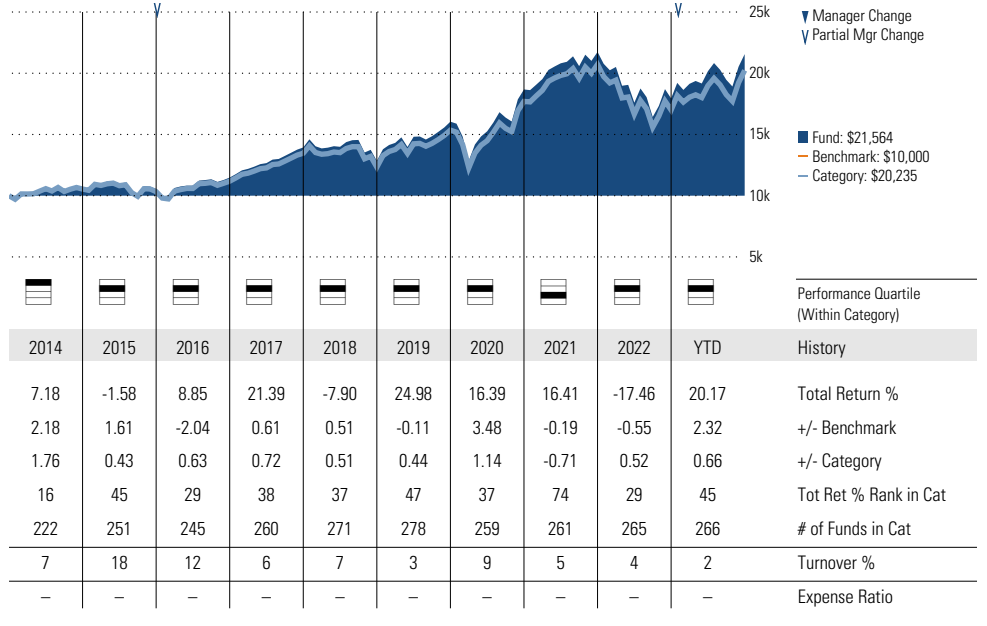 25k
▼ Manager Change
Partial Mgr Change
20k
15k
Fund: $21,564
Benchmark: $10,000
Category: $20,235
10k
5k
Performance Quartile
(Within Category)
2014 2015 2016 2017 2018 2019 2020 2021 2022 YTD History
7.18 -1.58 8.85 21.39 -7.90 24.98 16.39 16.41 -17.46 20.17 Total Return %
2.18 1.61 -2.04 0.61 0.51 -0.11 3.48 -0.19 -0.55 2.32 +/- Benchmark
1.76 0.43 0.63 0.72 0.51 0.44 1.14 -0.71 0.52 0.66 +/- Category
16 45 29 38 37 47 37 74 29 45 Tot Ret % Rank in Cat
222 251 245 260 271 278 259 261 265 266 # of Funds in Cat
7 18 12 6 7 3 9 5 4 2 Turnover %
– – – – – – – – – – Expense Ratio